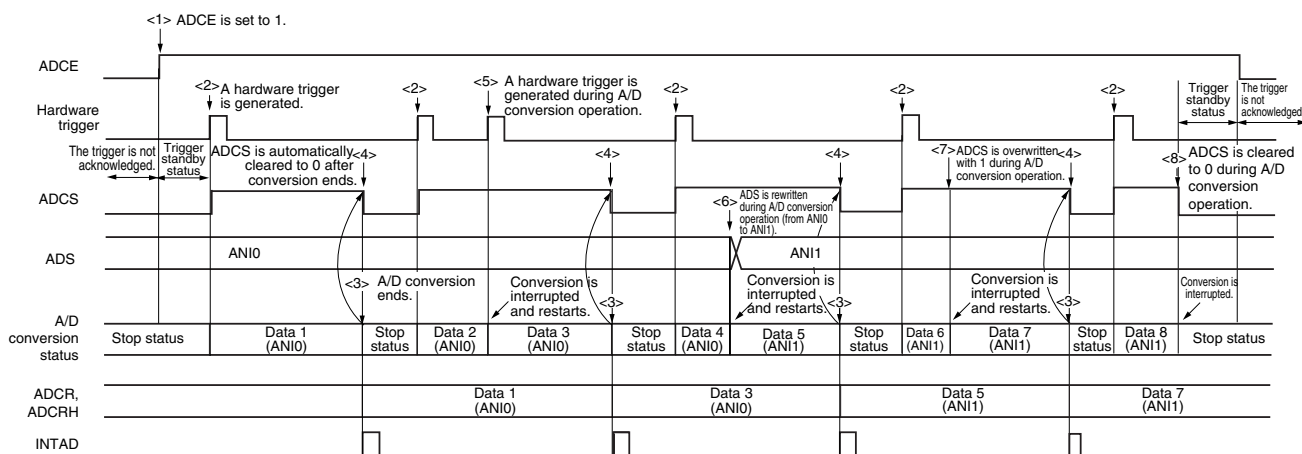 <1> ADCE is set to 1.
ADCE
<2> A hardware trigger
is generated.
<2>
<5> A hardware trigger is
generated during A/D
conversion operation.
<2>
<2>
<2>
Trigger
standby
status
The trigger
is not
acknowledged.
Hardware
trigger
The trigger is not
acknowledged.
Trigger
standby
status
ADCS is automatically
cleared to 0 after
conversion ends.
<4>
<4>
<4>
<7> ADCS is overwritten
with 1 during A/D
conversion operation.
<4>
<8> ADCS is cleared
to 0 during A/D
conversion
operation.
ADCS
<6> ADS is rewritten
during A/D conversion
operation (from ANI0
to ANI1).
ADS
ANI0
ANI1
<3> A/D conversion
ends.
Conversion is
interrupted
and restarts.
<3>
Conversion is
interrupted
and restarts.
<3>
Conversion is
interrupted
and restarts.
<3>
Conversion is
interrupted.
A/D
conversion
status
Stop status
Data 1
(ANI0)
Stop
status
Data 2
(ANI0)
Data 3
(ANI0)
Stop
status
Data 4
(ANI0)
Data 5
(ANI1)
Stop
status
Data 6
(ANI1)
Data 7
(ANI1)
Stop
status
Data 8
(ANI1)
Stop status
ADCR,
ADCRH
Data 1
(ANI0)
Data 3
(ANI0)
Data 5
(ANI1)
Data 7
(ANI1)
INTAD